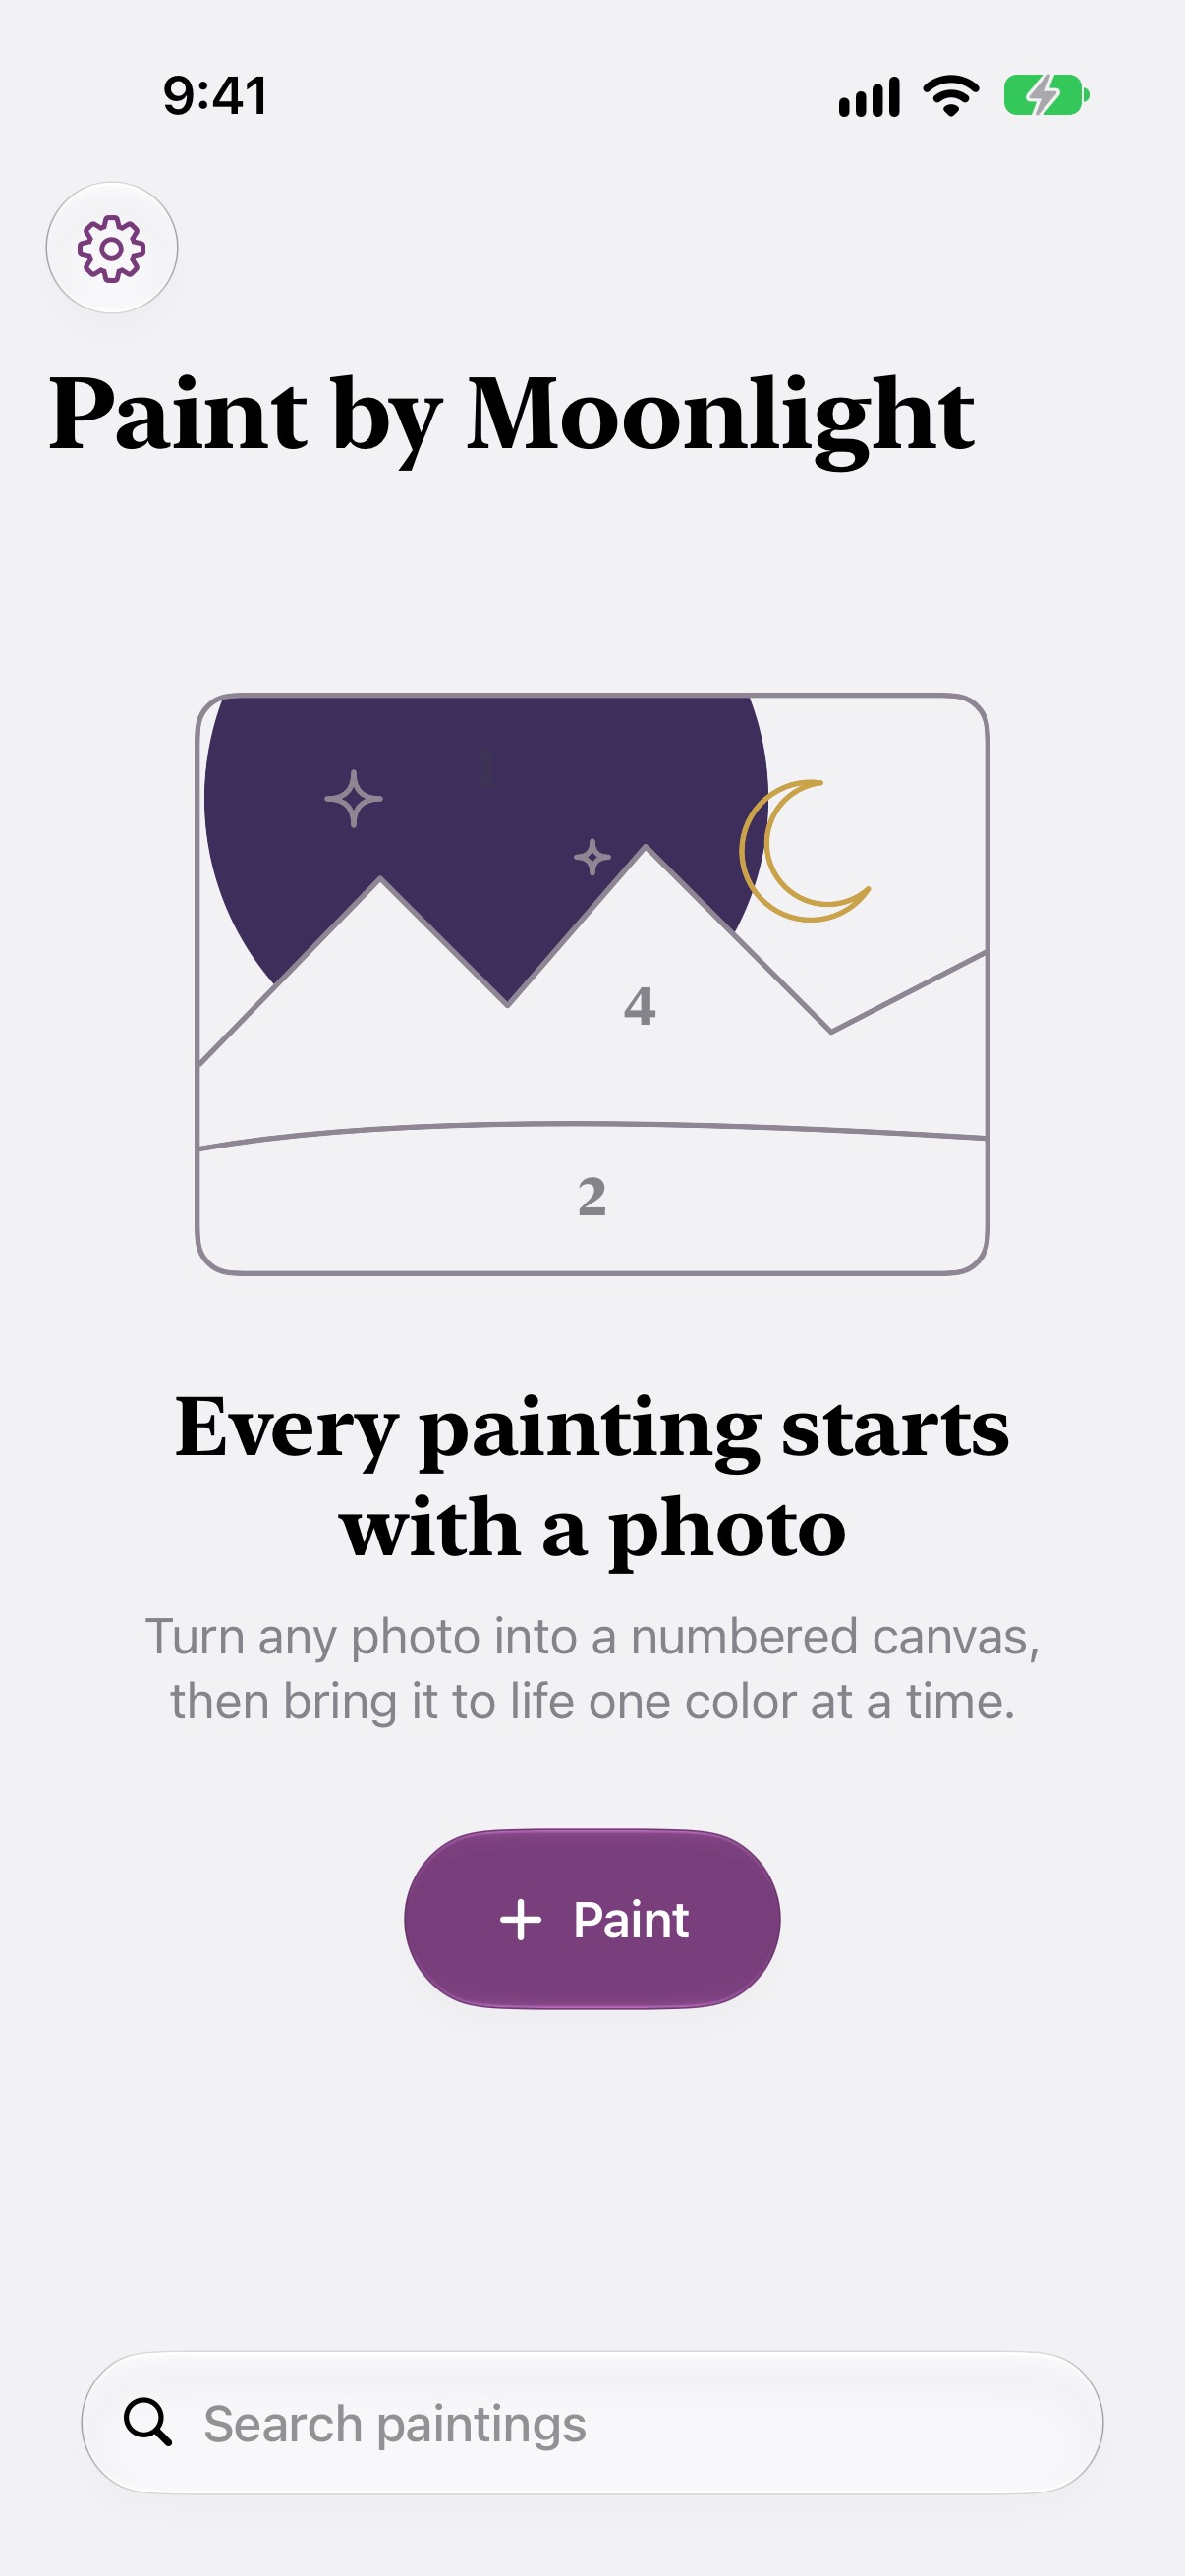 9:41
Paint by Moonlight
1
4
2
Every painting starts
with a photo
Turn any photo into a numbered canvas,
then bring it to life one color at a time.
+ Paint
Search paintings